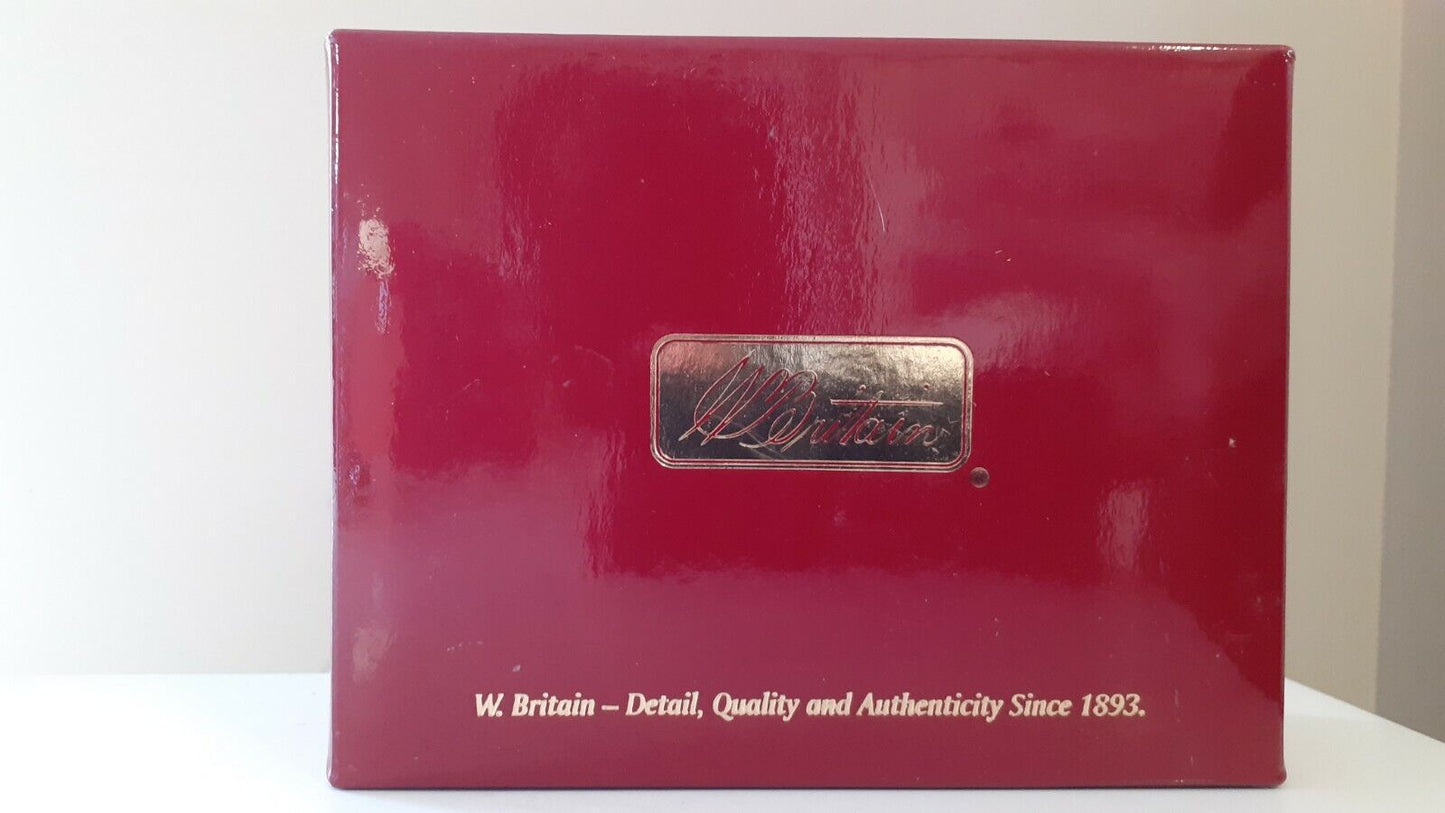 W Britain
W. Britain – Detail, Quality and Authenticity Since 1893.